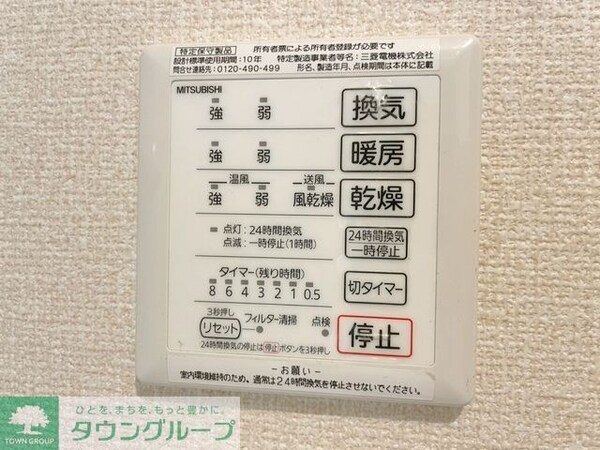 特定保守製品 所有者票による所有者登録が必要です
設計標準使用期間：10年 特定製造事業者等名：三菱電機株式会社
問合せ連絡先：0120-490-499 形名、製造年月、点検期間は本体に記載
MITSUBISHI
強 弱 換気
強 弱 暖房
温風 送風
強 弱 風乾燥 乾燥
点灯：24時間換気
点滅：一時停止(1時間)
24時間換気
一時停止
タイマー(残り時間)
8 6 4 3 2 1 0.5
切タイマー
3秒押し
リセット フィルター清掃 点検
停止
24時間換気の停止は停止ボタンを3秒押し
－お願い－
室内環境維持のため、通常は24時間換気を停止させないでください。
ひとを、まちを、もっと豊かに。
タウングループ
TOWN GROUP